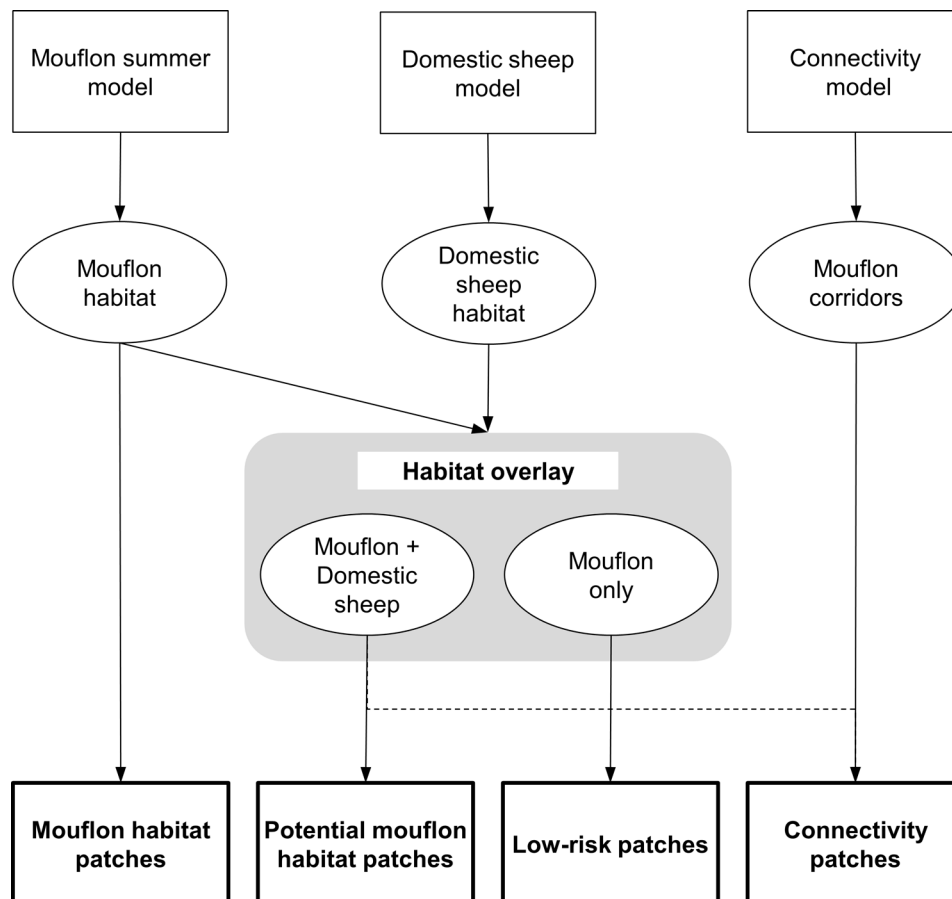 Mouflon summer
model
Domestic sheep
model
Connectivity
model
Mouflon
habitat
Domestic
sheep
habitat
Mouflon
corridors
Habitat overlay
Mouflon +
Domestic
sheep
Mouflon
only
Mouflon habitat
patches
Potential mouflon
habitat patches
Low-risk patches
Connectivity
patches